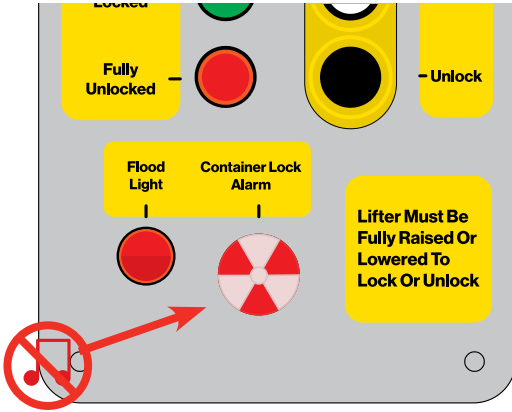 Locked
Fully
Unlocked
Unlock
Flood
Light
Container Lock
Alarm
Lifter Must Be
Fully Raised Or
Lowered To
Lock Or Unlock